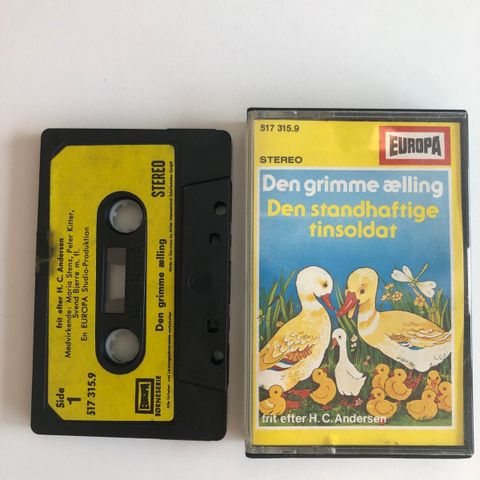 frit efter H. C. Andersen
Medvirkende: Maria Stenz, Peter Kitter,
Svend Bjerre m. fl.
En EUROPA Studio-Produktion
Side
1
517 315.9
Den grimme ælling
STEREO
EUROPA
BØRNESERIE
517 315.9
STEREO
EUROPA
Den grimme ælling
Den standhaftige
tinsoldat
frit efter H. C. Andersen